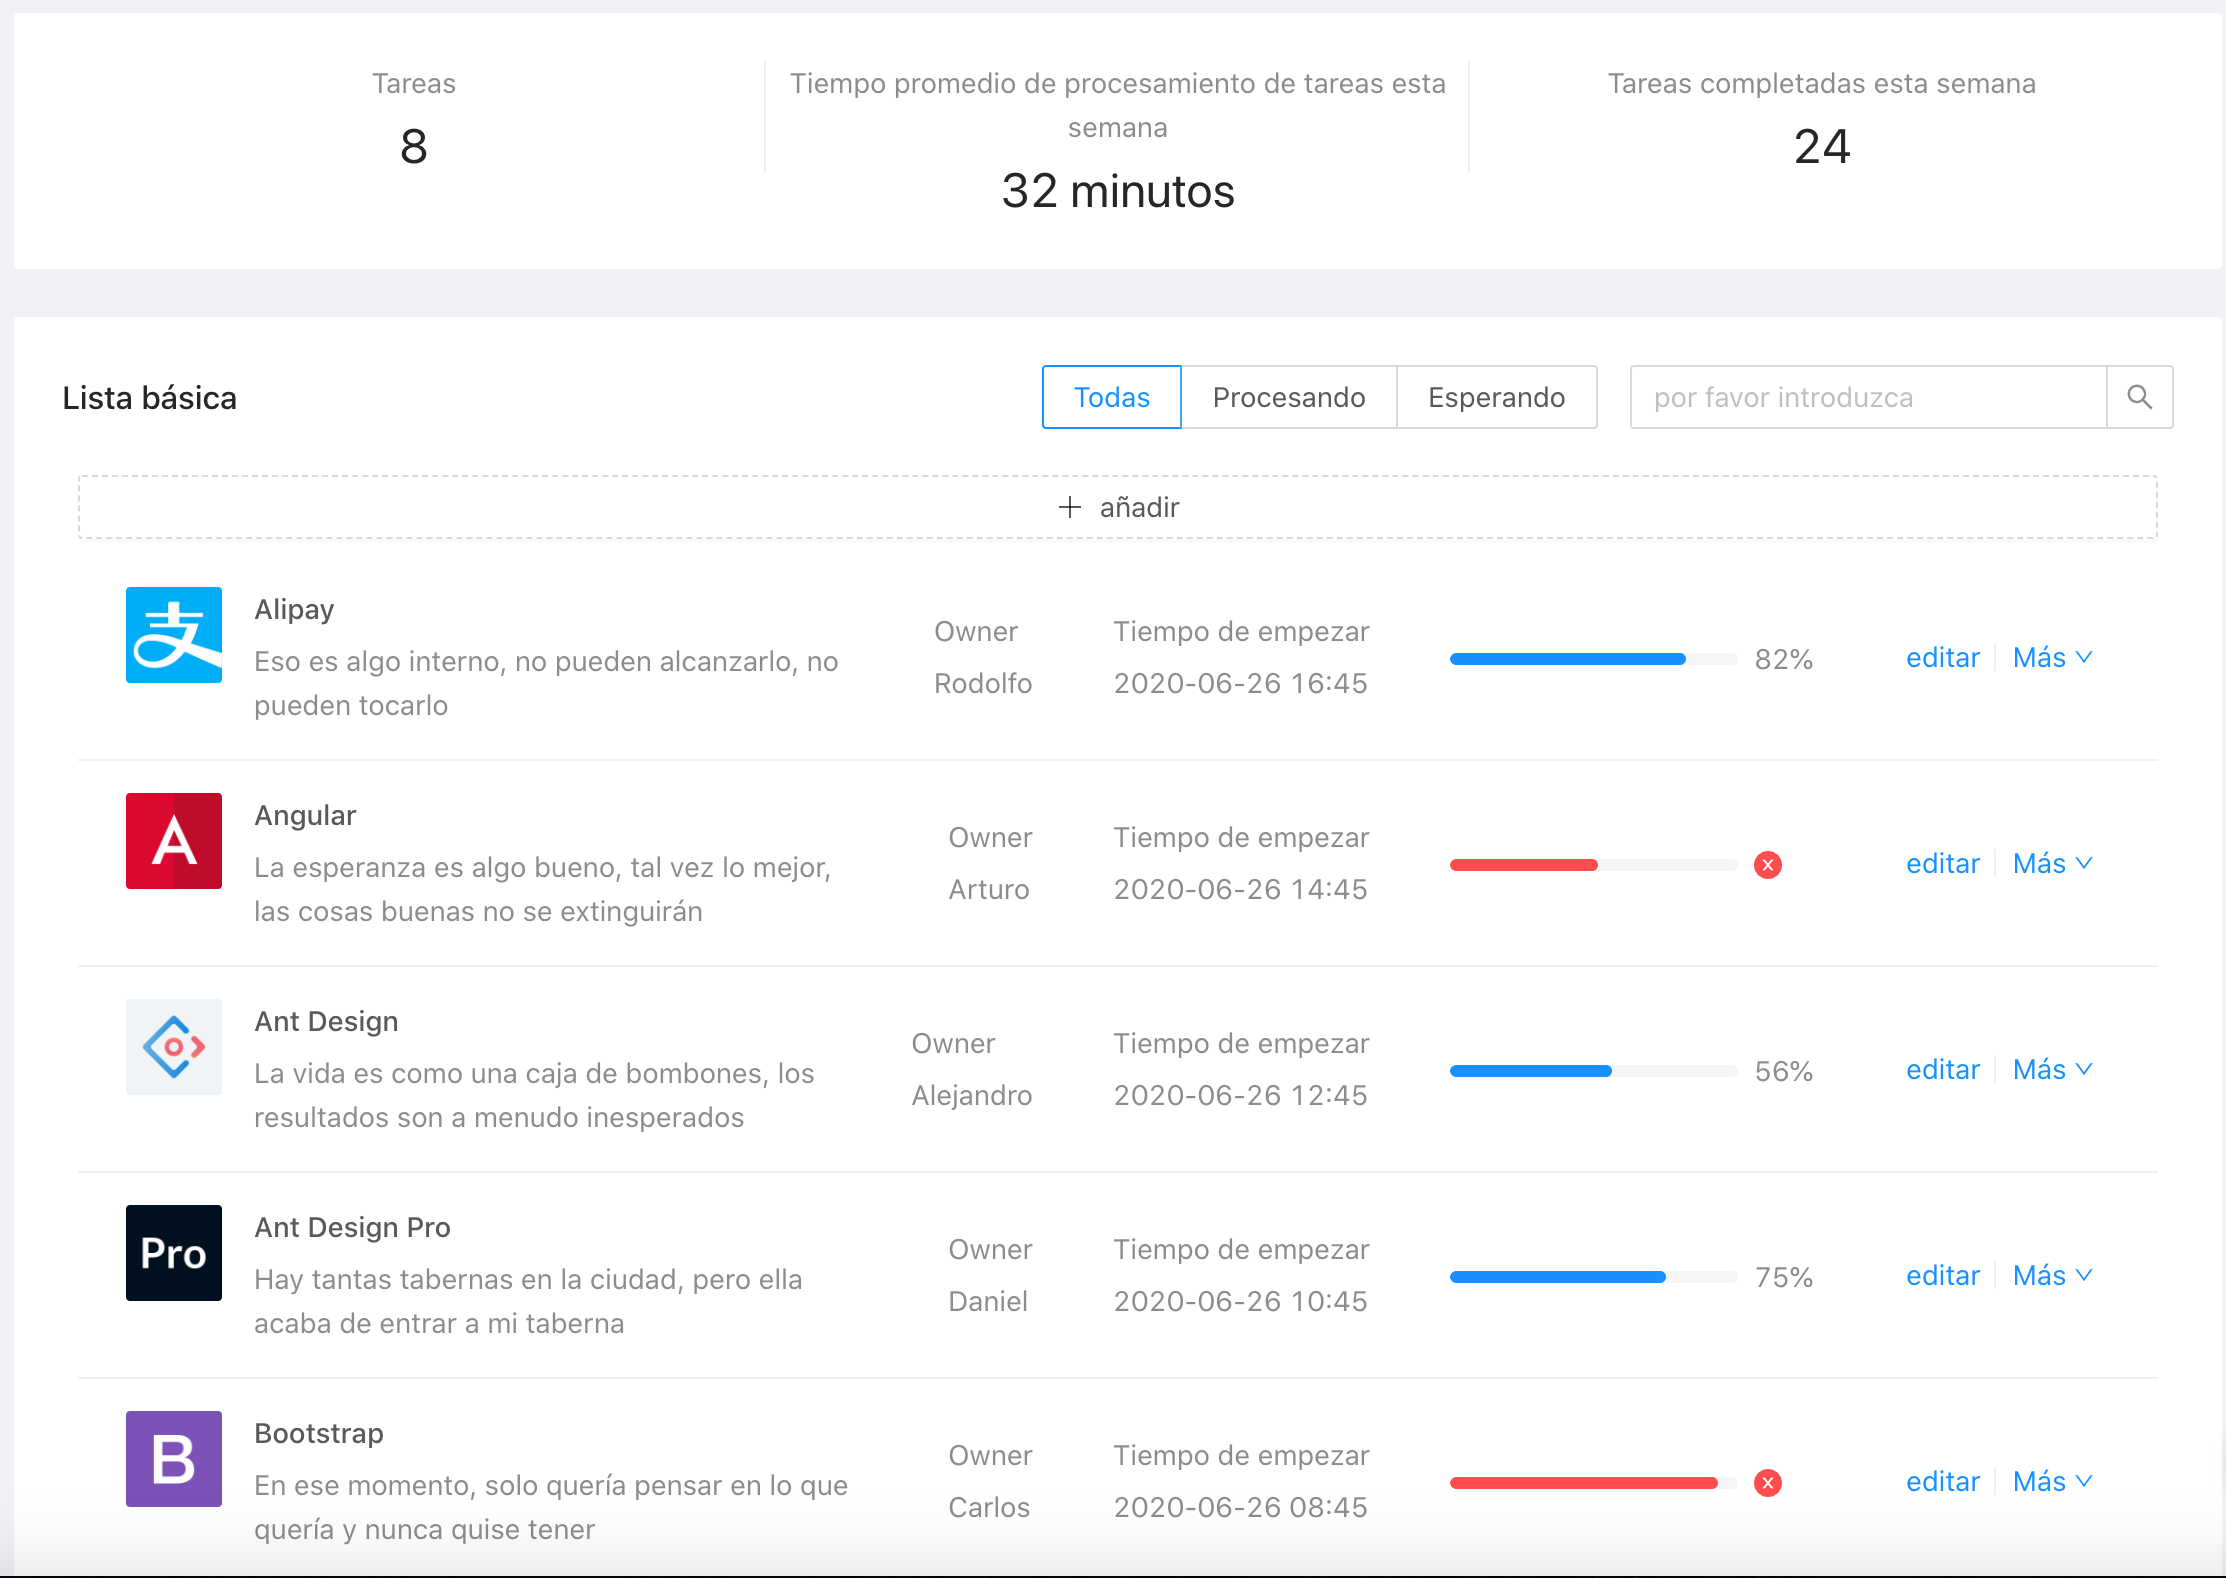 Tareas
8
Tiempo promedio de procesamiento de tareas esta
semana
32 minutos
Tareas completadas esta semana
24
Lista básica
Todas
Procesando
Esperando
por favor introduzca
añadir
支
Alipay
Eso es algo interno, no pueden alcanzarlo, no
pueden tocarlo
Owner
Rodolfo
Tiempo de empezar
2020-06-26 16:45
82%
editar
Más
A
Angular
La esperanza es algo bueno, tal vez lo mejor,
las cosas buenas no se extinguirán
Owner
Arturo
Tiempo de empezar
2020-06-26 14:45
editar
Más
Ant Design
La vida es como una caja de bombones, los
resultados son a menudo inesperados
Owner
Alejandro
Tiempo de empezar
2020-06-26 12:45
56%
editar
Más
Pro
Ant Design Pro
Hay tantas tabernas en la ciudad, pero ella
acaba de entrar a mi taberna
Owner
Daniel
Tiempo de empezar
2020-06-26 10:45
75%
editar
Más
B
Bootstrap
En ese momento, solo quería pensar en lo que
quería y nunca quise tener
Owner
Carlos
Tiempo de empezar
2020-06-26 08:45
editar
Más